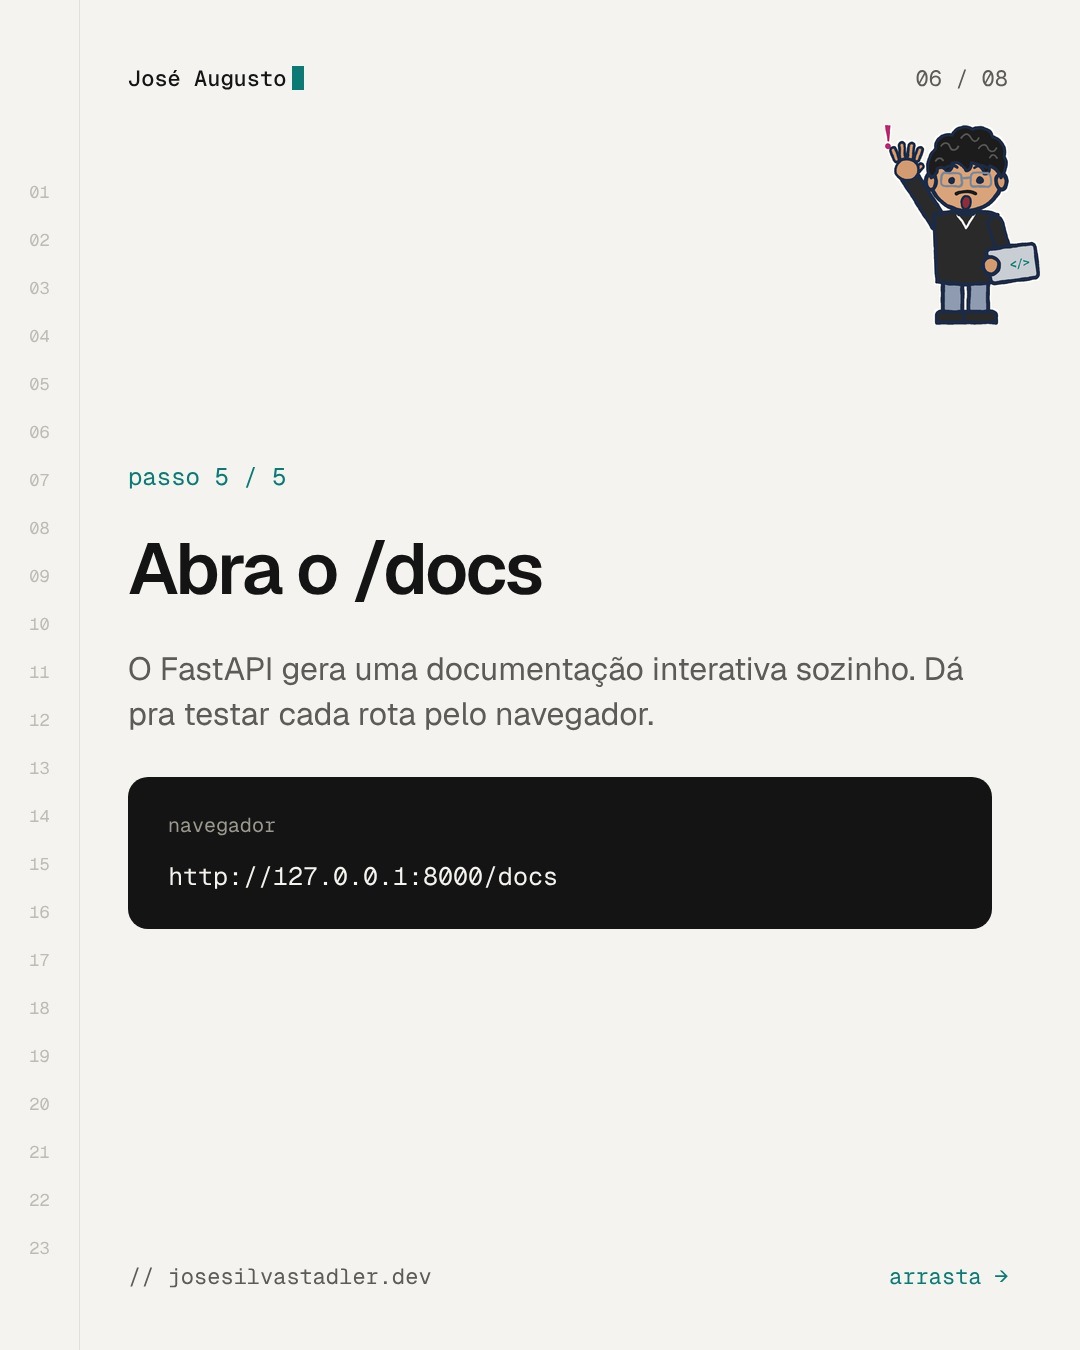 José Augusto
06 / 08
!
</>
01
02
03
04
05
06
07
08
09
10
11
12
13
14
15
16
17
18
19
20
21
22
23
passo 5 / 5
Abra o /docs
O FastAPI gera uma documentação interativa sozinho. Dá
pra testar cada rota pelo navegador.
navegador
http://127.0.0.1:8000/docs
// josesilvastadler.dev
arrasta →